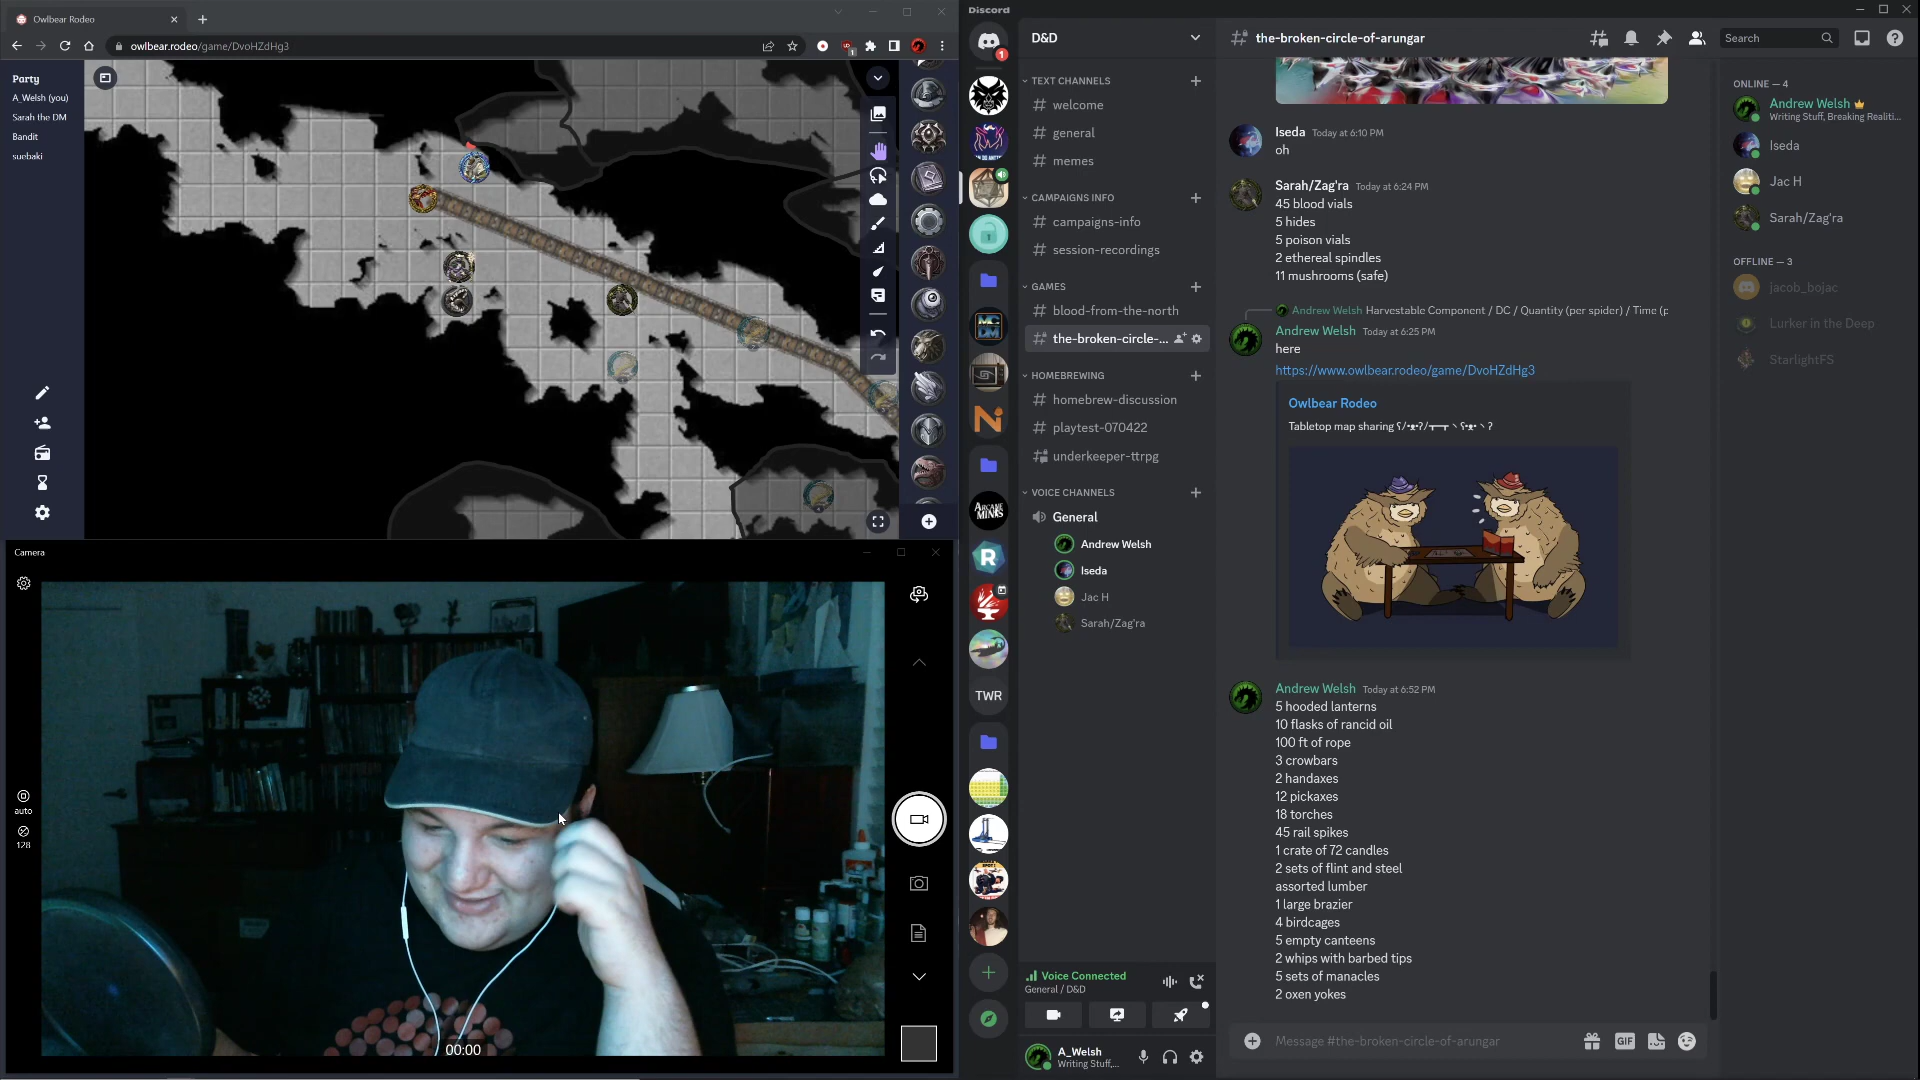 Owlbear Rodeo
owlbear.rodeo/game/DvoHZdHg3
Party
A_Welsh (you)
Sarah the DM
Bandit
suebaki
Camera
auto
128
00:00
Discord
D&D
TEXT CHANNELS
welcome
general
memes
CAMPAIGNS INFO
campaigns-info
session-recordings
GAMES
blood-from-the-north
the-broken-circle-...
HOMEBREWING
homebrew-discussion
playtest-070422
underkeeper-ttrpg
VOICE CHANNELS
General
Andrew Welsh
Iseda
Jac H
Sarah/Zag'ra
Voice Connected
General / D&D
A_Welsh
Writing Stuff,...
1
MCDM
ARCANE MINIS
TWR
the-broken-circle-of-arungar
Search
Iseda Today at 6:10 PM
oh
Sarah/Zag'ra Today at 6:24 PM
45 blood vials
5 hides
5 poison vials
2 ethereal spindles
11 mushrooms (safe)
Andrew Welsh Harvestable Component / DC / Quantity (per spider) / Time (p
Andrew Welsh Today at 6:25 PM
here
https://www.owlbear.rodeo/game/DvoHZdHg3
Owlbear Rodeo
Tabletop map sharing ʕ/·ᴥ·ʔ/┬─┬ヽʕ·ᴥ·ヽʔ
Andrew Welsh Today at 6:52 PM
5 hooded lanterns
10 flasks of rancid oil
100 ft of rope
3 crowbars
2 handaxes
12 pickaxes
18 torches
45 rail spikes
1 crate of 72 candles
2 sets of flint and steel
assorted lumber
1 large brazier
4 birdcages
5 empty canteens
2 whips with barbed tips
5 sets of manacles
2 oxen yokes
Message #the-broken-circle-of-arungar
GIF
ONLINE — 4
Andrew Welsh
Writing Stuff, Breaking Realiti...
Iseda
Jac H
Sarah/Zag'ra
OFFLINE — 3
jacob_bojac
Lurker in the Deep
StarlightFS